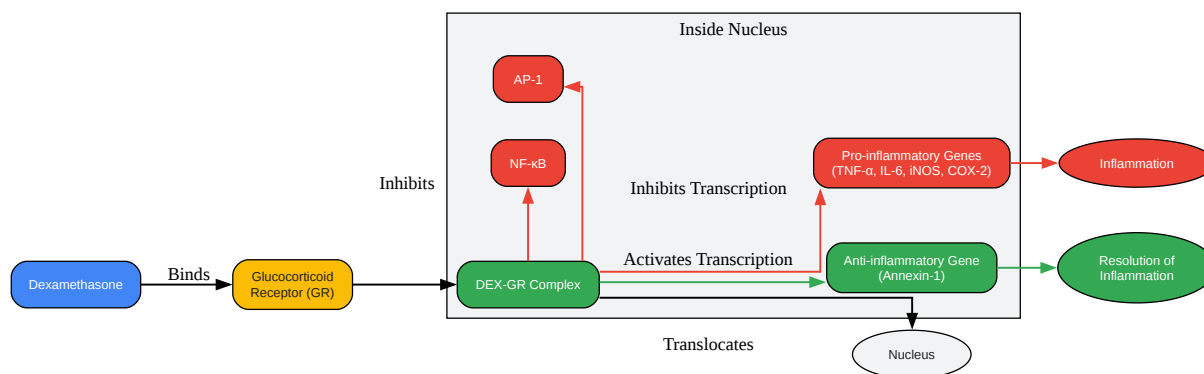 Inside Nucleus
AP-1
NF-κB
Pro-inflammatory Genes
(TNF-α, IL-6, iNOS, COX-2)
Inflammation
Inhibits
Inhibits Transcription
Activates Transcription
Binds
Dexamethasone
Glucocorticoid
Receptor (GR)
DEX-GR Complex
Anti-inflammatory Gene
(Annexin-1)
Resolution of
Inflammation
Translocates
Nucleus